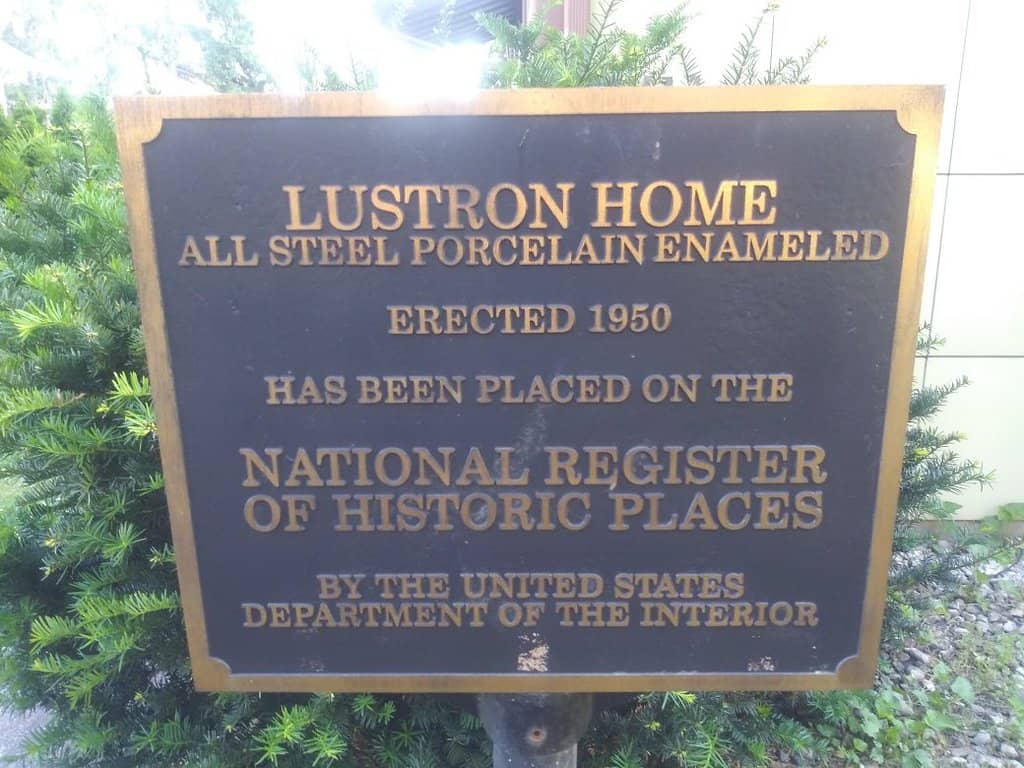 LUSTRON HOME
ALL STEEL PORCELAIN ENAMELED
ERECTED 1950
HAS BEEN PLACED ON THE
NATIONAL REGISTER
OF HISTORIC PLACES
BY THE UNITED STATES
DEPARTMENT OF THE INTERIOR